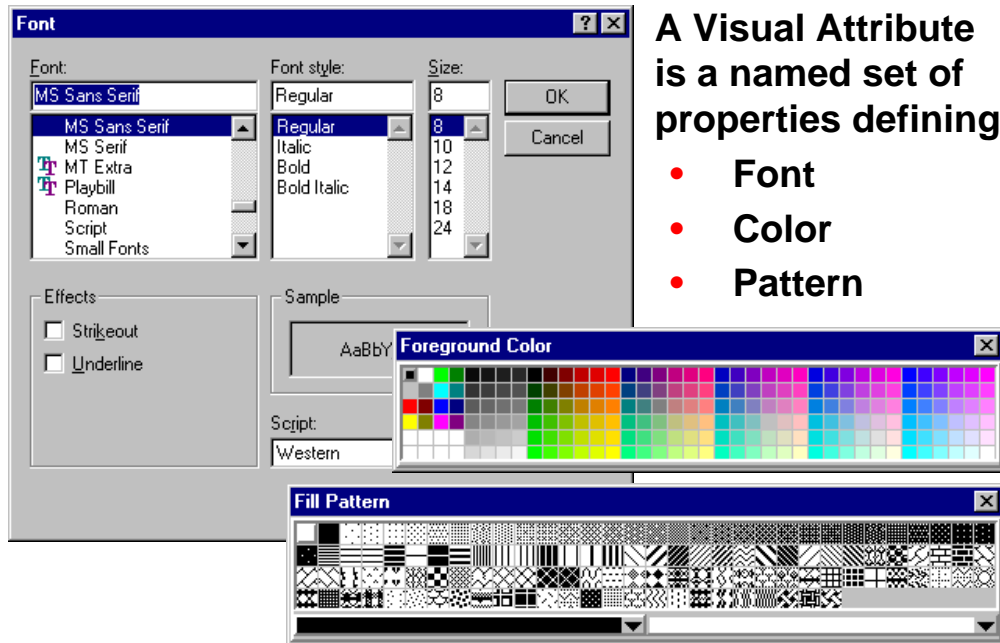 Font
Font:
Font style:
Size:
MS Sans Serif
Regular
8
OK
Cancel
MS Sans Serif
MS Serif
MT Extra
Playbill
Roman
Script
Small Fonts
Regular
Italic
Bold
Bold Italic
8
10
12
14
18
24
Effects
Strikeout
Underline
Sample
AaBbY
Script:
Western
A Visual Attribute
is a named set of
properties defining
• Font
• Color
• Pattern
Foreground Color
Fill Pattern